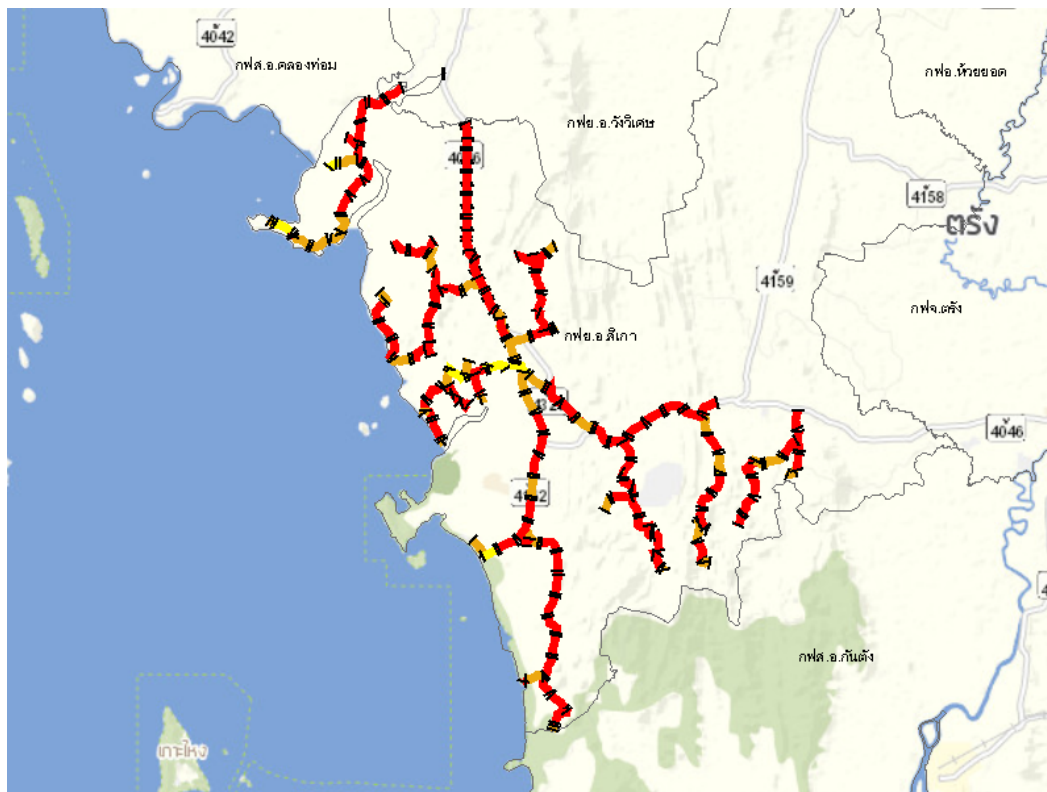 4042
กฟส.อ.คลองท่อม
กฟอ.ห้วยยอด
กฟย.อ.วังวิเศษ
4158
ตรัง
4159
กฟจ.ตรัง
กฟย.อ.สิเกา
4046
กฟส.อ.กันตัง
เกาะไหง